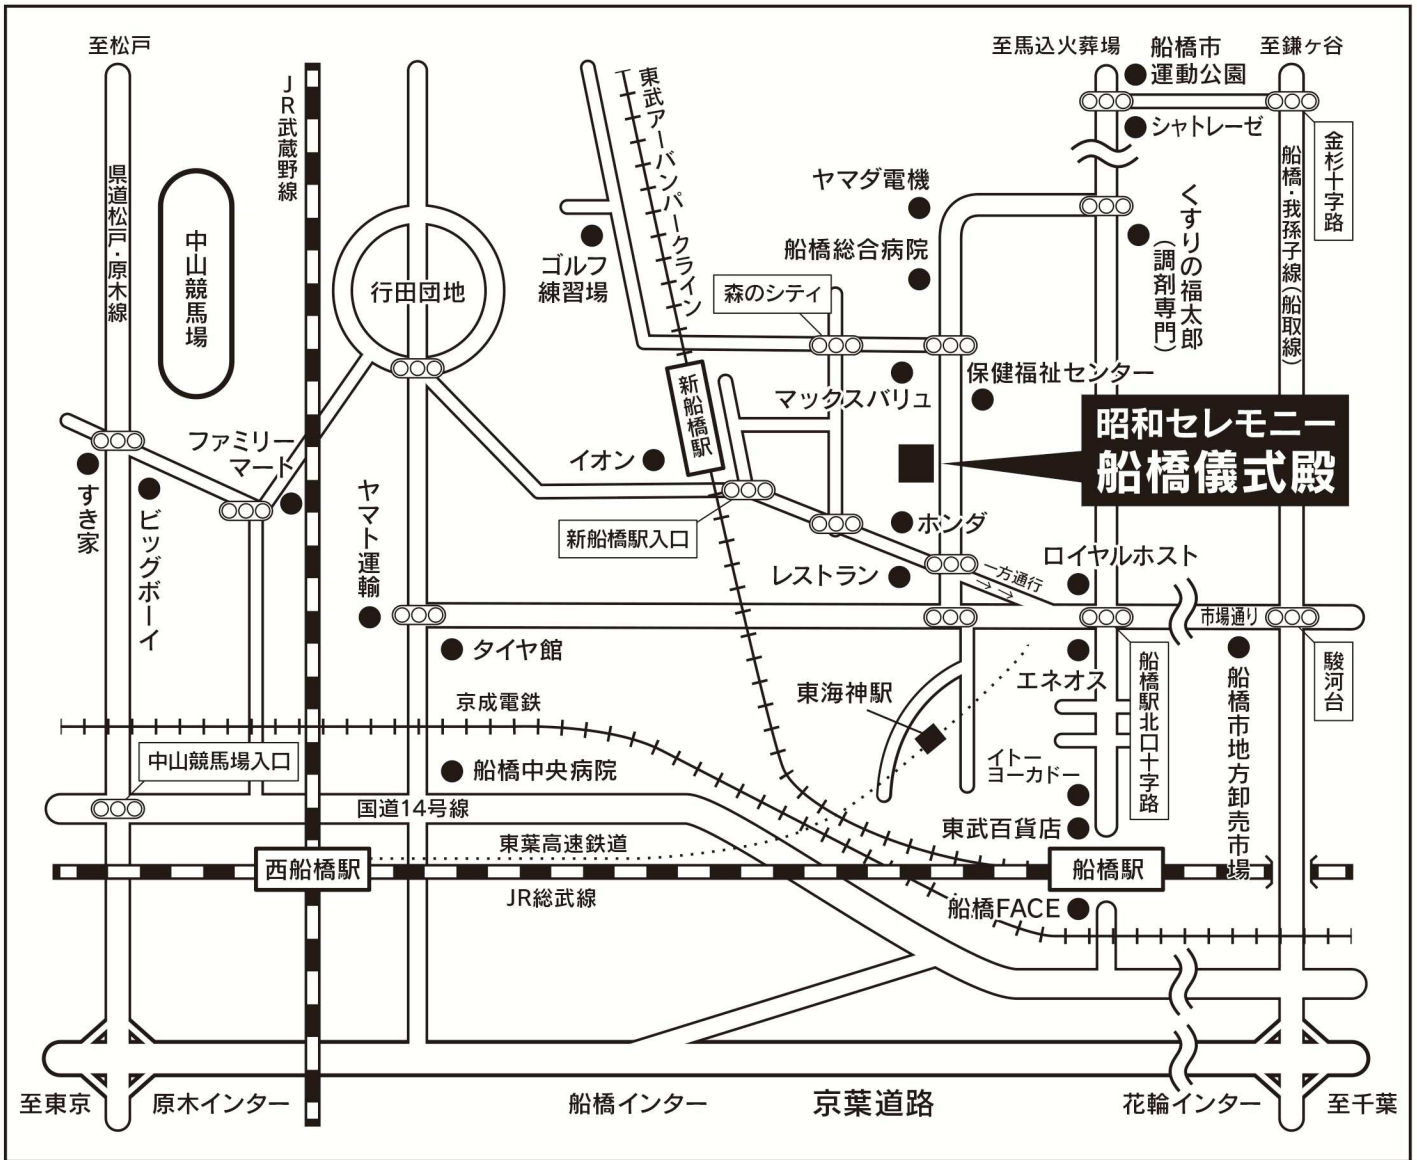 至松戸
至馬込火葬場
船橋市
運動公園
至鎌ヶ谷
JR武蔵野線
東武アーバンパークライン
シャトレーゼ
金杉十字路
県道松戸・原木線
中山競馬場
行田団地
ゴルフ
練習場
ヤマダ電機
船橋総合病院
森のシティ
くすりの福太郎
(調剤専門)
船橋・我孫子線(船取線)
新船橋駅
マックスバリュ
保健福祉センター
昭和セレモニー
船橋儀式殿
ファミリー
マート
すき家
ビッグボーイ
ヤマト運輸
イオン
新船橋駅入口
ホンダ
レストラン
一方通行
→→
ロイヤルホスト
市場通り
タイヤ館
東海神駅
エネオス
船橋駅北口十字路
船橋市地方卸売市場
駿河台
京成電鉄
中山競馬場入口
船橋中央病院
イトー
ヨーカドー
国道14号線
東武百貨店
東葉高速鉄道
西船橋駅
船橋駅
JR総武線
船橋FACE
至東京
原木インター
船橋インター
京葉道路
花輪インター
至千葉